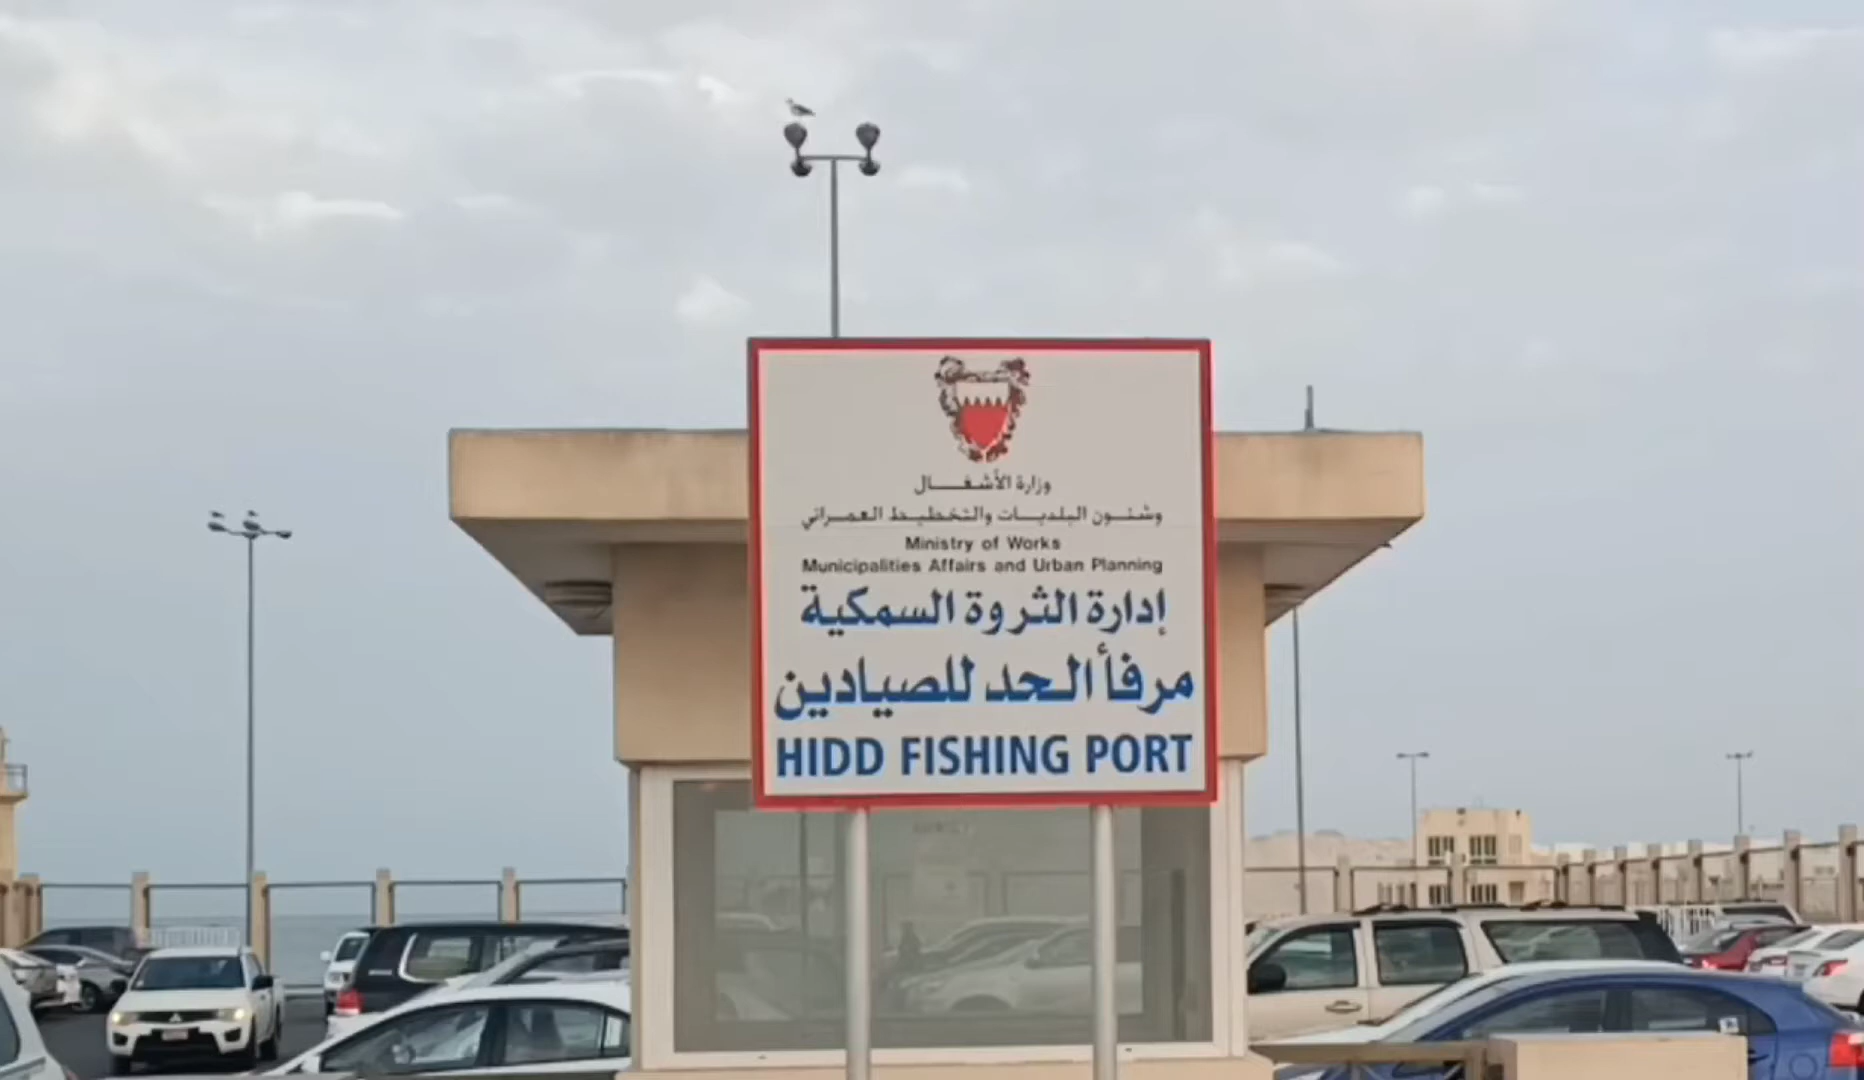 وزارة الأشغال
وشئون البلديات والتخطيط العمراني
Ministry of Works
Municipalities Affairs and Urban Planning
إدارة الثروة السمكية
مرفأ الحد للصيادين
HIDD FISHING PORT